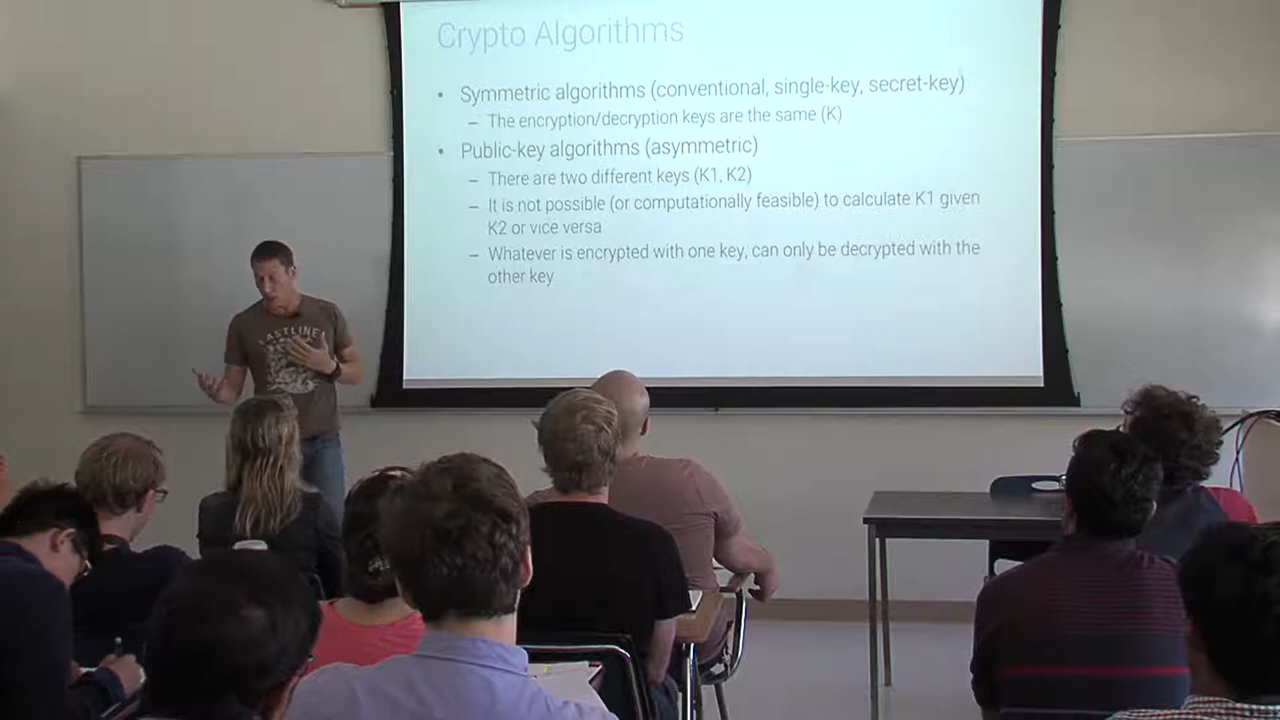 Crypto Algorithms
• Symmetric algorithms (conventional, single-key, secret-key)
– The encryption/decryption keys are the same (K)
• Public-key algorithms (asymmetric)
– There are two different keys (K1, K2)
– It is not possible (or computationally feasible) to calculate K1 given
K2 or vice versa
– Whatever is encrypted with one key, can only be decrypted with the
other key
LASTLINE